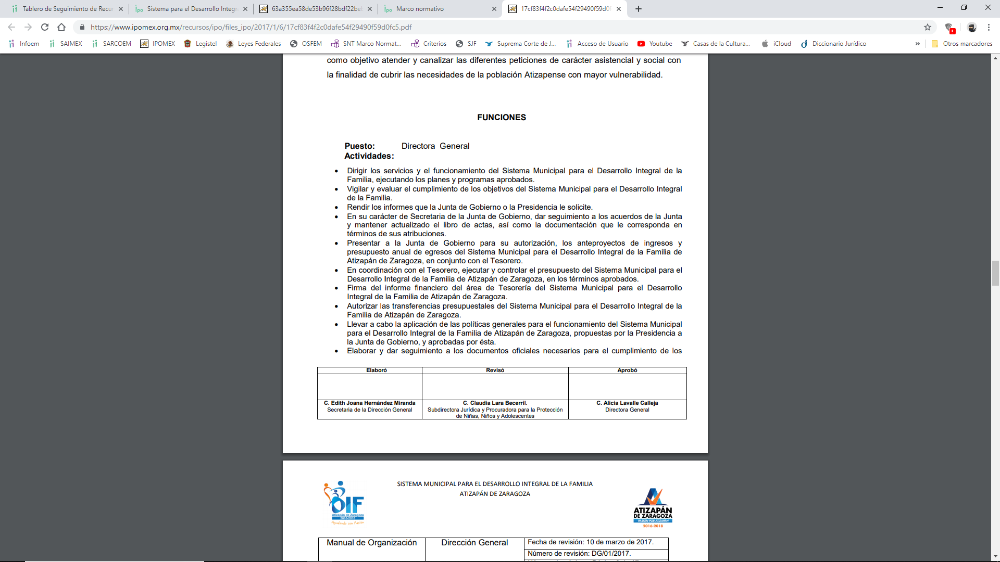 Tablero de Seguimiento de Recur
Sistema para el Desarrollo Integra
63a355ea58de53b96f28bdf22be
Marco normativo
17cf83f4f2c0dafe54f29490f59d0f
https://www.ipomex.org.mx/recursos/ipo/files_ipo/2017/1/6/17cf83f4f2c0dafe54f29490f59d0fc5.pdf
Infoem
SAIMEX
SARCOEM
IPOMEX
Legistel
Leyes Federales
OSFEM
SNT Marco Normat...
Criterios
SJF
Suprema Corte de J...
Acceso de Usuario
Youtube
Casas de la Cultura...
iCloud
Diccionario Jurídico
»
Otros marcadores
como objetivo atender y canalizar las diferentes peticiones de carácter asistencial y social con
la finalidad de cubrir las necesidades de la población Atizapense con mayor vulnerabilidad.
FUNCIONES
Puesto: Directora General
Actividades:
• Dirigir los servicios y el funcionamiento del Sistema Municipal para el Desarrollo Integral de la
Familia, ejecutando los planes y programas aprobados.
• Vigilar y evaluar el cumplimiento de los objetivos del Sistema Municipal para el Desarrollo Integral
de la Familia.
• Rendir los informes que la Junta de Gobierno o la Presidencia le solicite.
• En su carácter de Secretaria de la Junta de Gobierno, dar seguimiento a los acuerdos de la Junta
y mantener actualizado el libro de actas, así como la documentación que le corresponda en
términos de sus atribuciones.
• Presentar a la Junta de Gobierno para su autorización, los anteproyectos de ingresos y
presupuesto anual de egresos del Sistema Municipal para el Desarrollo Integral de la Familia de
Atizapán de Zaragoza, en conjunto con el Tesorero.
• En coordinación con el Tesorero, ejecutar y controlar el presupuesto del Sistema Municipal para el
Desarrollo Integral de la Familia de Atizapán de Zaragoza, en los términos aprobados.
• Firma del informe financiero del área de Tesorería del Sistema Municipal para el Desarrollo
Integral de la Familia de Atizapán de Zaragoza.
• Autorizar las transferencias presupuestales del Sistema Municipal para el Desarrollo Integral de la
Familia de Atizapán de Zaragoza.
• Llevar a cabo la aplicación de las políticas generales para el funcionamiento del Sistema Municipal
para el Desarrollo Integral de la Familia de Atizapán de Zaragoza, propuestas por la Presidencia a
la Junta de Gobierno, y aprobadas por ésta.
• Elaborar y dar seguimiento a los documentos oficiales necesarios para el cumplimiento de los
Elaboró
Revisó
Aprobó
C. Edith Joana Hernández Miranda
Secretaria de la Dirección General
C. Claudia Lara Becerril.
Subdirectora Jurídica y Procuradora para la Protección
de Niñas, Niños y Adolescentes
C. Alicia Lavalle Calleja
Directora General
DIF
Atizapán de Zaragoza
2016-2018
Ayudando con Pasión
SISTEMA MUNICIPAL PARA EL DESARROLLO INTEGRAL DE LA FAMILIA
ATIZAPÁN DE ZARAGOZA
ATIZAPÁN
DE ZARAGOZA
PASIÓN POR ATIZAPÁN
2016-2018
Manual de Organización
Dirección General
Fecha de revisión: 10 de marzo de 2017.
Número de revisión: DG/01/2017.